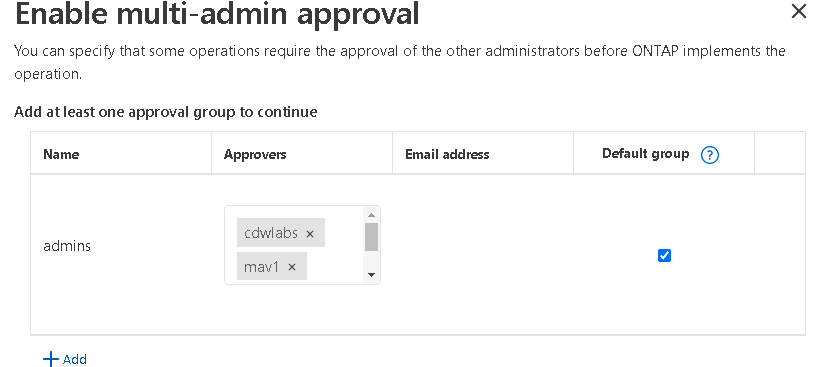 Enable multi-admin approval
You can specify that some operations require the approval of the other administrators before ONTAP implements the
operation.
Add at least one approval group to continue
Name Approvers Email address Default group ?
cdwlabs ×
admins
mav1 ×
+ Add